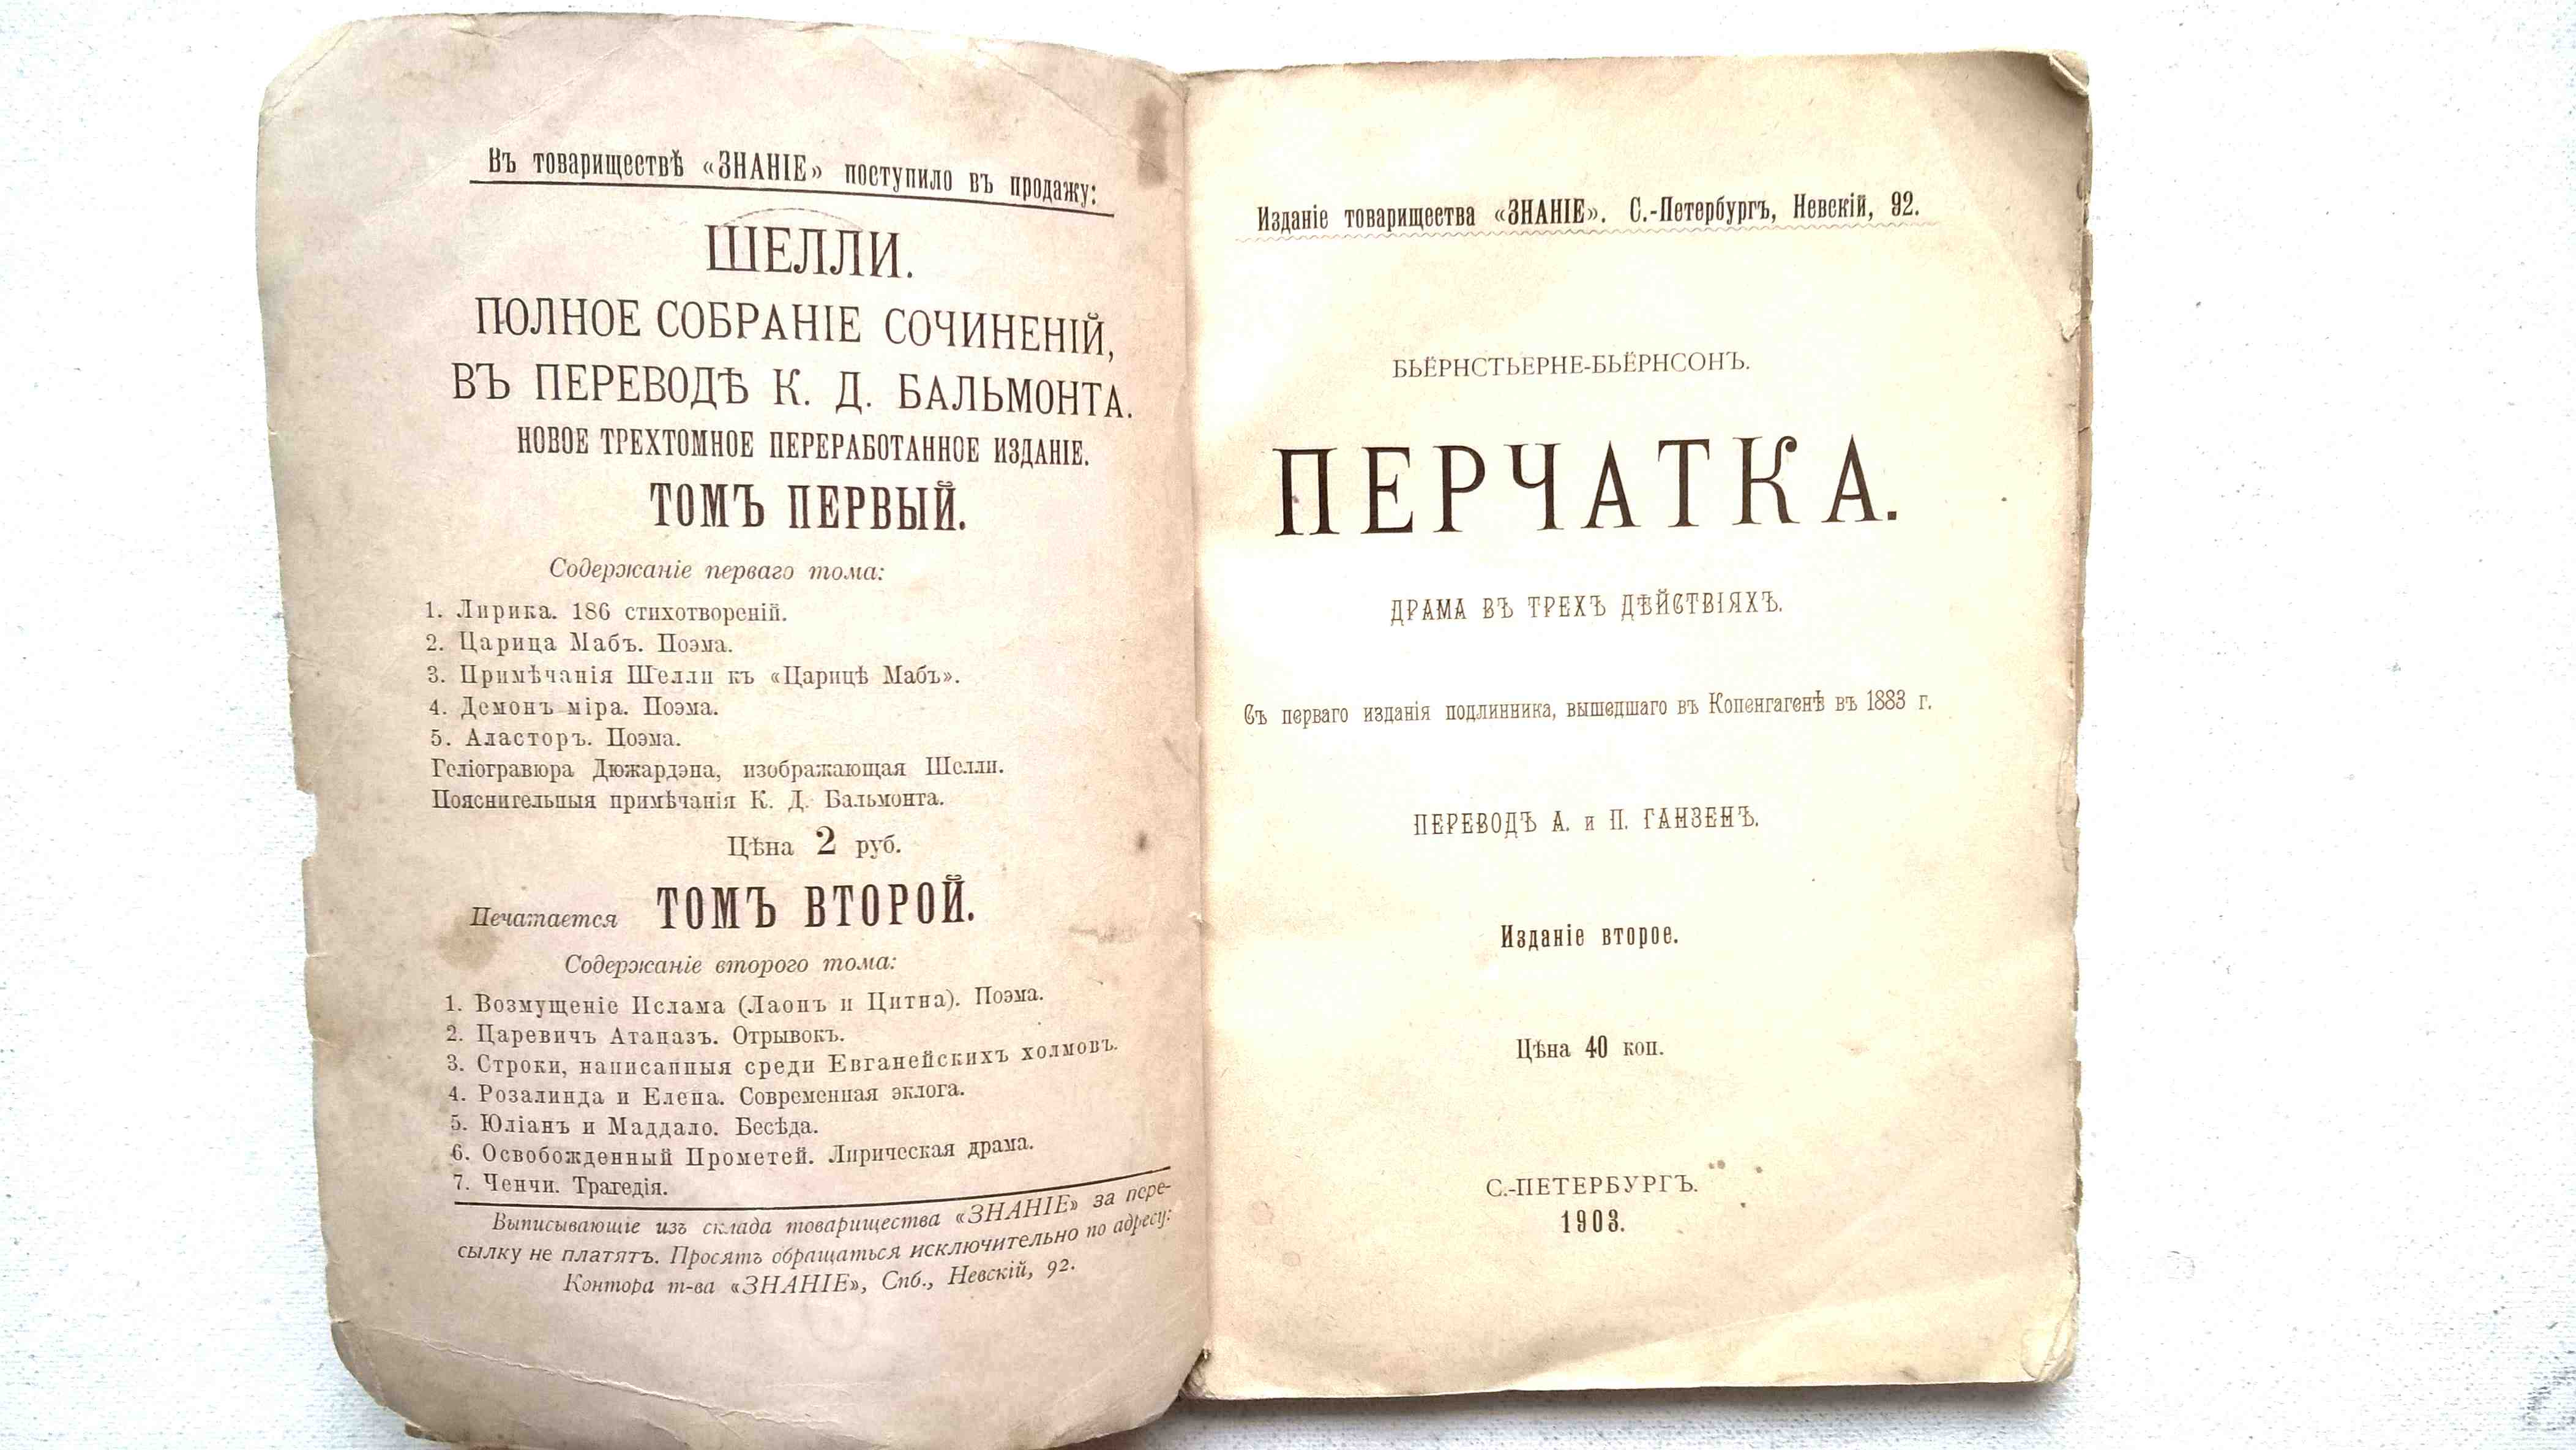 Въ товариществѣ «ЗНАНІЕ» поступило въ продажу:
ШЕЛЛИ.
ПОЛНОЕ СОБРАНІЕ СОЧИНЕНІЙ,
ВЪ ПЕРЕВОДѢ К. Д. БАЛЬМОНТА.
НОВОЕ ТРЕХТОМНОЕ ПЕРЕРАБОТАННОЕ ИЗДАНІЕ.
ТОМЪ ПЕРВЫЙ.
Содержаніе перваго тома:
1. Лирика. 186 стихотвореній.
2. Царица Мабъ. Поэма.
3. Примѣчанія Шелли къ «Царицѣ Мабъ».
4. Демонъ міра. Поэма.
5. Аласторъ. Поэма.
Геліогравюра Дюжардэна, изображающая Шелли.
Пояснительныя примѣчанія К. Д. Бальмонта.
Цѣна 2 руб.
Печатается ТОМЪ ВТОРОЙ.
Содержаніе второго тома:
1. Возмущеніе Ислама (Лаонъ и Цитна). Поэма.
2. Царевичъ Атаназъ. Отрывокъ.
3. Строки, написанныя среди Евганейскихъ холмовъ.
4. Розалинда и Елена. Современная эклога.
5. Юліанъ и Маддало. Бесѣда.
6. Освобожденный Прометей. Лирическая драма.
7. Ченчи. Трагедія.
Выписывающіе изъ склада товарищества «ЗНАНІЕ» за пере-
сылку не платятъ. Просятъ обращаться исключительно по адресу:
Контора т-ва «ЗНАНІЕ», Спб., Невскій, 92.
Изданіе товарищества «ЗНАНІЕ». С.-Петербургъ, Невскій, 92.
БЬЁРНСТЬЕРНЕ-БЬЁРНСОНЪ.
ПЕРЧАТКА.
ДРАМА ВЪ ТРЕХЪ ДѢЙСТВІЯХЪ.
Съ перваго изданія подлинника, вышедшаго въ Копенгагенѣ въ 1883 г.
ПЕРЕВОДЪ А. и П. ГАНЗЕНЪ.
Изданіе второе.
Цѣна 40 коп.
С.-ПЕТЕРБУРГЪ.
1903.